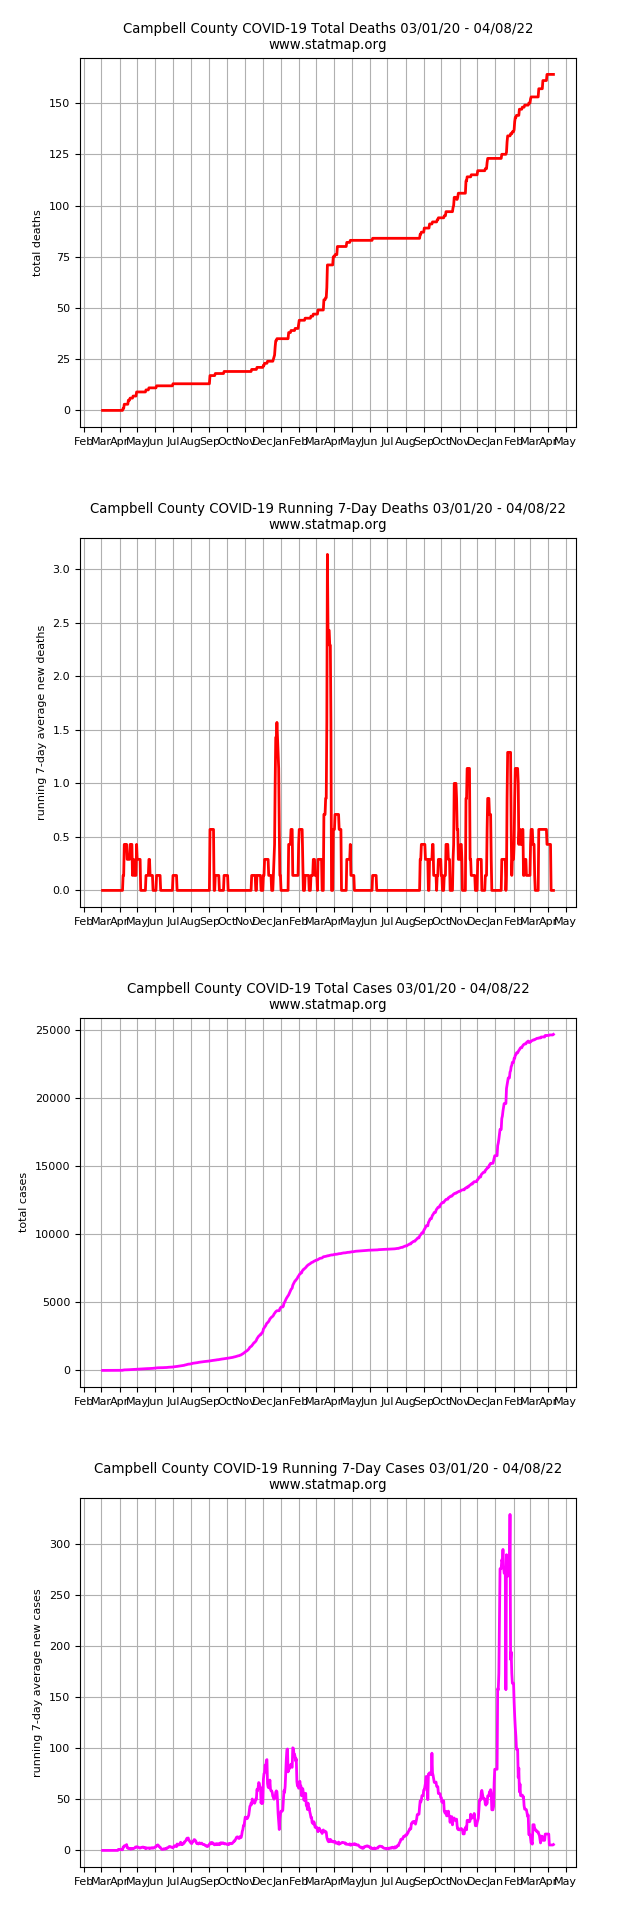 Campbell County COVID-19 Total Deaths 03/01/20 - 04/08/22
www.statmap.org
total deaths
150
125
100
75
50
25
0
Feb Mar Apr May Jun Jul Aug Sep Oct Nov Dec Jan Feb Mar Apr May Jun Jul Aug Sep Oct Nov Dec Jan Feb Mar Apr May
Campbell County COVID-19 Running 7-Day Deaths 03/01/20 - 04/08/22
www.statmap.org
running 7-day average new deaths
3.0
2.5
2.0
1.5
1.0
0.5
0.0
Feb Mar Apr May Jun Jul Aug Sep Oct Nov Dec Jan Feb Mar Apr May Jun Jul Aug Sep Oct Nov Dec Jan Feb Mar Apr May
Campbell County COVID-19 Total Cases 03/01/20 - 04/08/22
www.statmap.org
total cases
25000
20000
15000
10000
5000
0
Feb Mar Apr May Jun Jul Aug Sep Oct Nov Dec Jan Feb Mar Apr May Jun Jul Aug Sep Oct Nov Dec Jan Feb Mar Apr May
Campbell County COVID-19 Running 7-Day Cases 03/01/20 - 04/08/22
www.statmap.org
running 7-day average new cases
300
250
200
150
100
50
0
Feb Mar Apr May Jun Jul Aug Sep Oct Nov Dec Jan Feb Mar Apr May Jun Jul Aug Sep Oct Nov Dec Jan Feb Mar Apr May